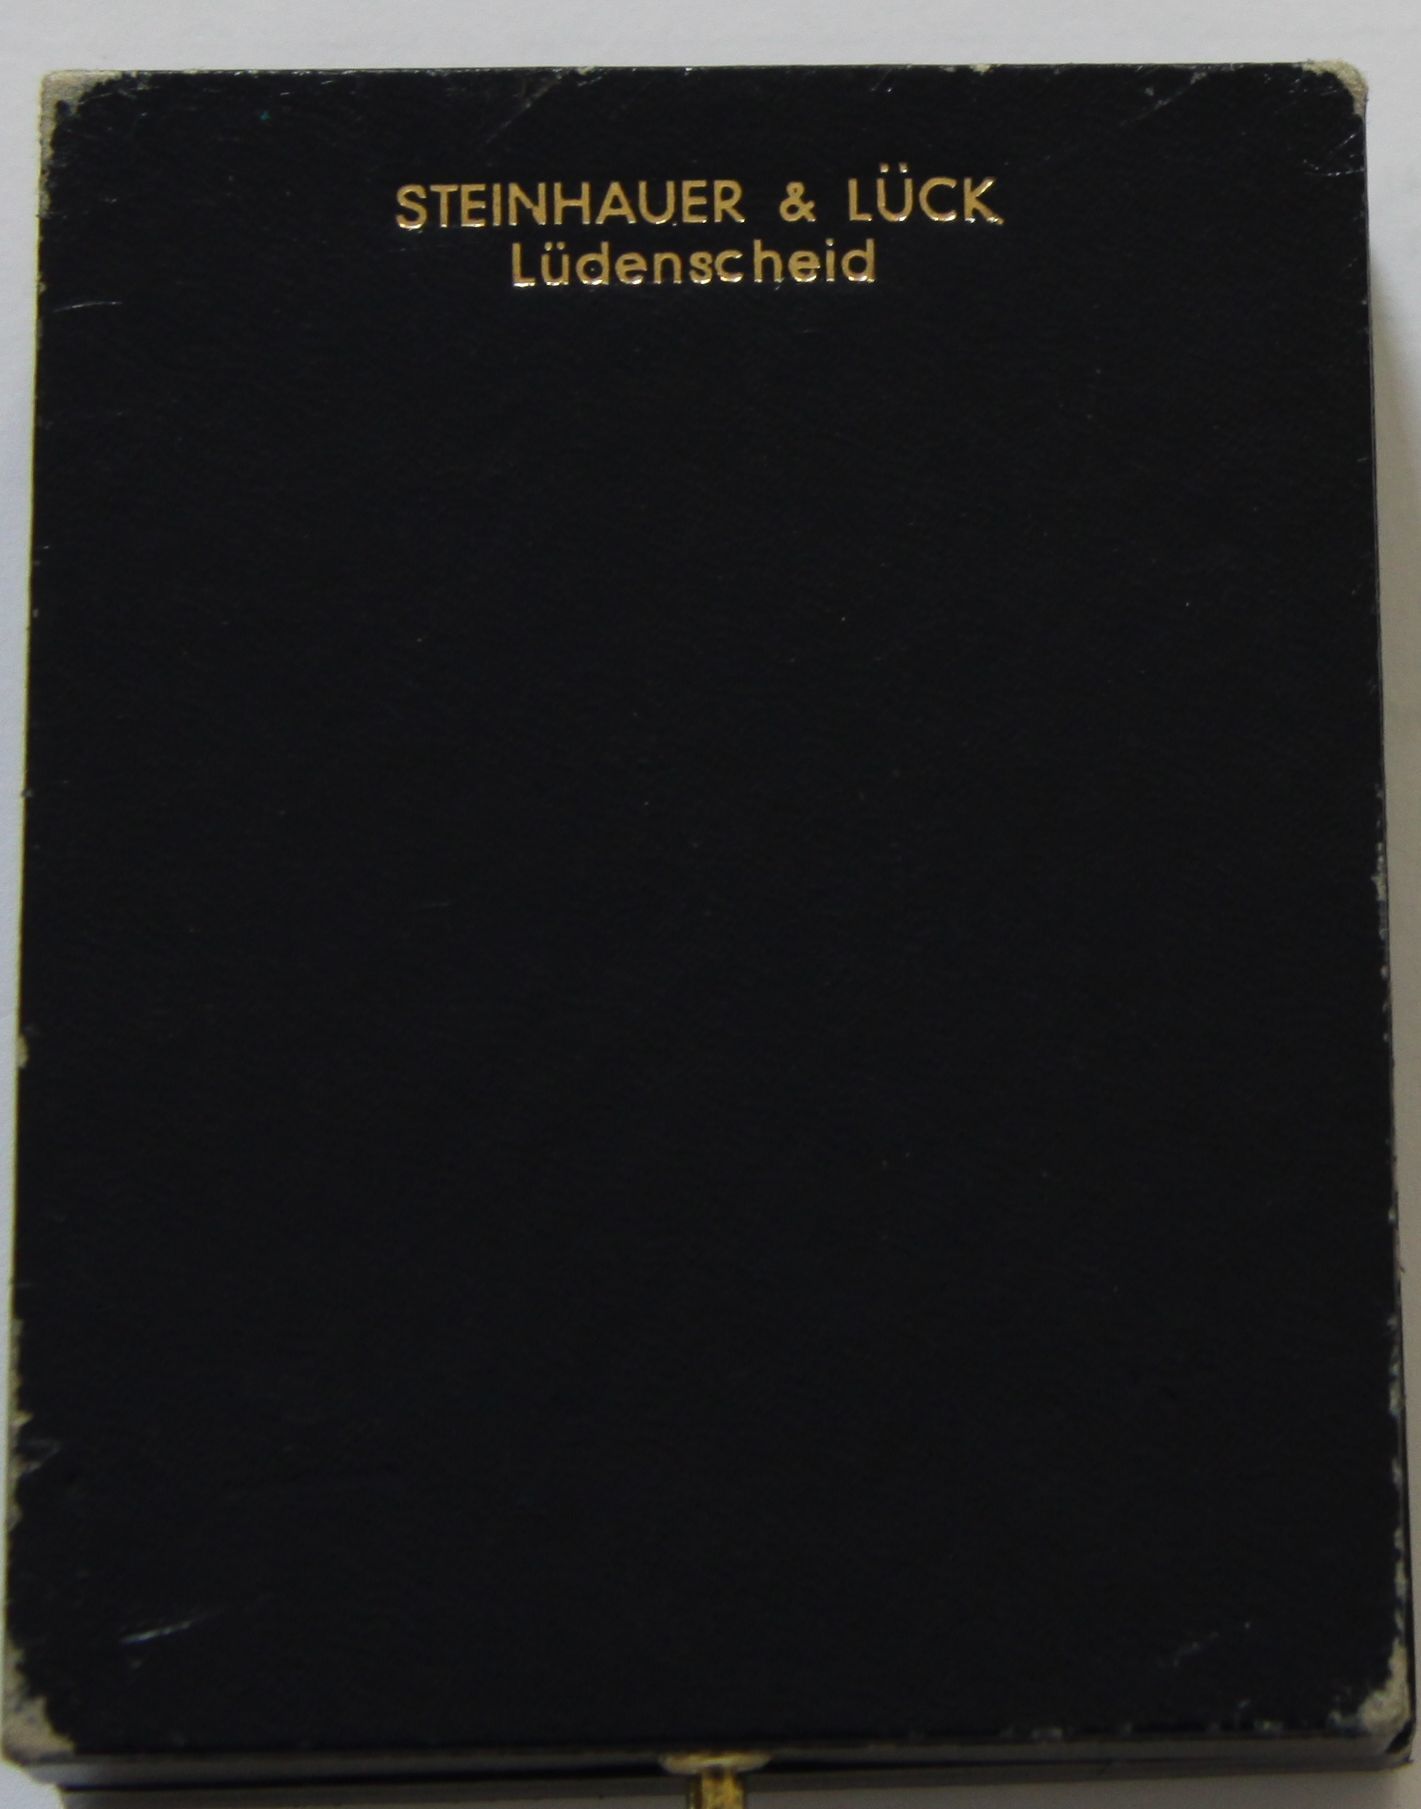 STEINHAUER & LÜCK
Lüdenscheid